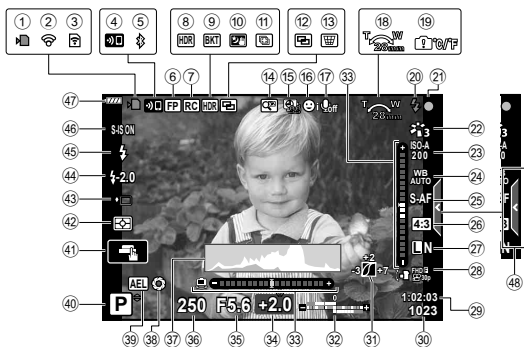 ① ② ③ ④ ⑤ ⑧ ⑨ ⑩ ⑪ ⑫ ⑬ ⑱ ⑲
HDR BKT T W 28mm °C/°F
⑥ ⑦ ⑭ ⑮ ⑯ ⑰ ㉝ ⑳ ㉑
㊼ FP RC HDR i off T W 28mm
㊻ S-IS ON 3 ㉒
ISO-A 200 ㉓
㊺
㊹ -2.0 WB AUTO ㉔
㊸ S-AF ㉕
㊷ 4:3 ㉖
㊶ L N ㉗
+2 -3 +7 FHD F 30p ㉘ ㊽
AEL - + 1:02:03 ㉙
㊵ P 250 F5.6 +2.0 0 - + 1023
㊴ ㊳ ㊲ ㊱ ㉟ ㉞ ㉝ ㉜ ㉛ ㉚